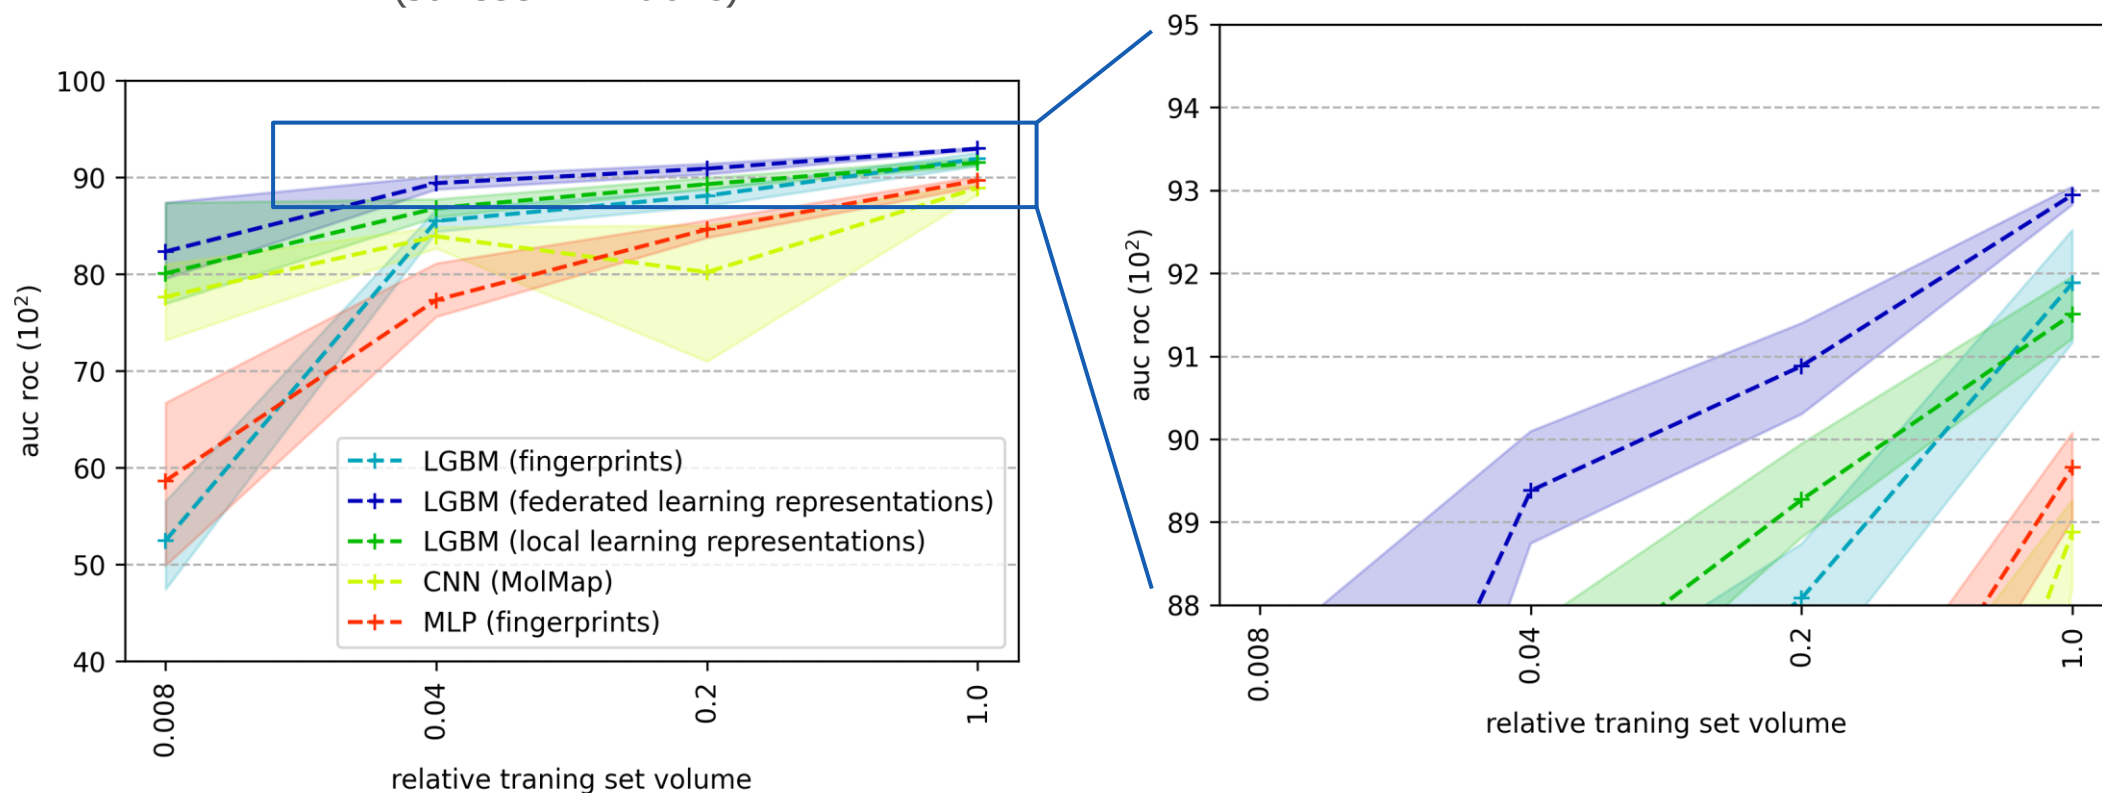 100
90
80
70
60
50
40
auc roc (10²)
LGBM (fingerprints)
LGBM (federated learning representations)
LGBM (local learning representations)
CNN (MolMap)
MLP (fingerprints)
0.008
0.04
0.2
1.0
relative traning set volume
95
94
93
92
91
90
89
88
auc roc (10²)
0.008
0.04
0.2
1.0
relative traning set volume